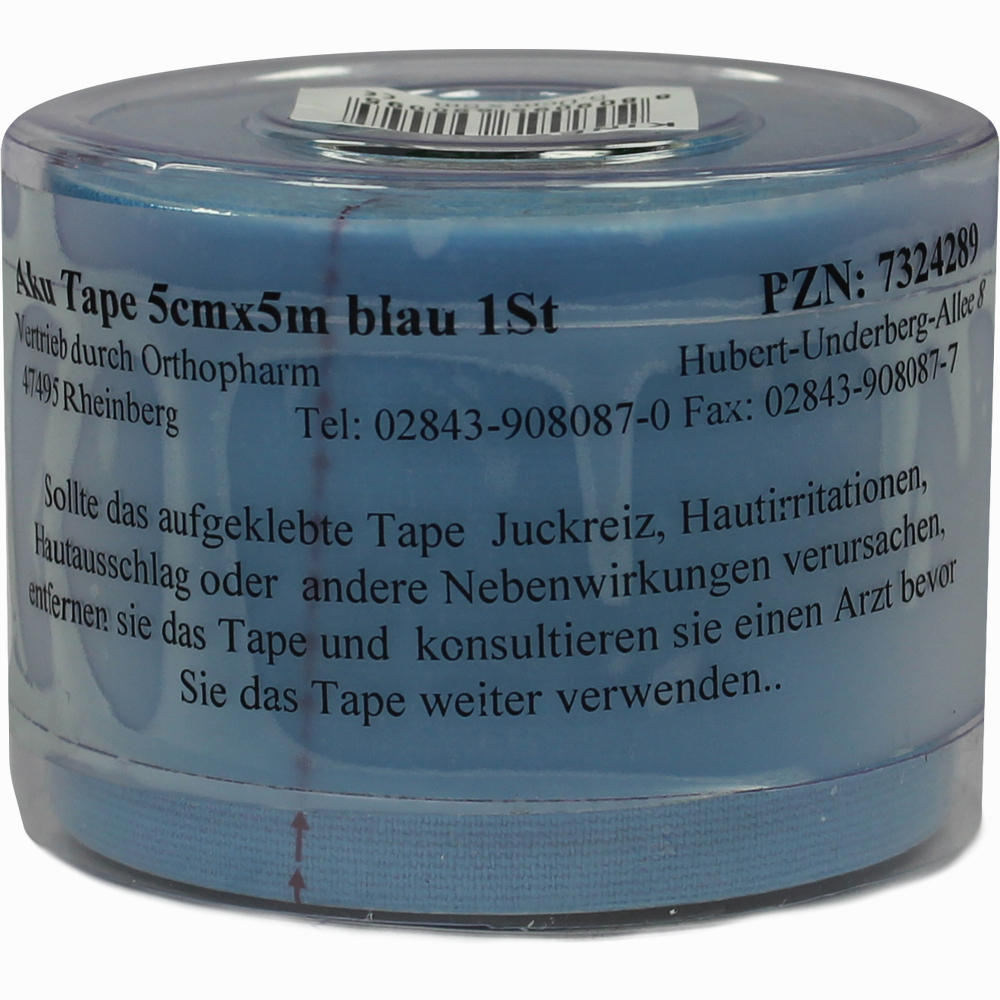 Aku Tape 5cmx5m blau 1St PZN: 7324289
Vertrieb durch Orthopharm Hubert-Underberg-Allee 8
47495 Rheinberg Tel: 02843-908087-0 Fax: 02843-908087-7
Sollte das aufgeklebte Tape Juckreiz, Hautirritationen,
Hautausschlag oder andere Nebenwirkungen verursachen,
entfernen sie das Tape und konsultieren sie einen Arzt bevor
Sie das Tape weiter verwenden..